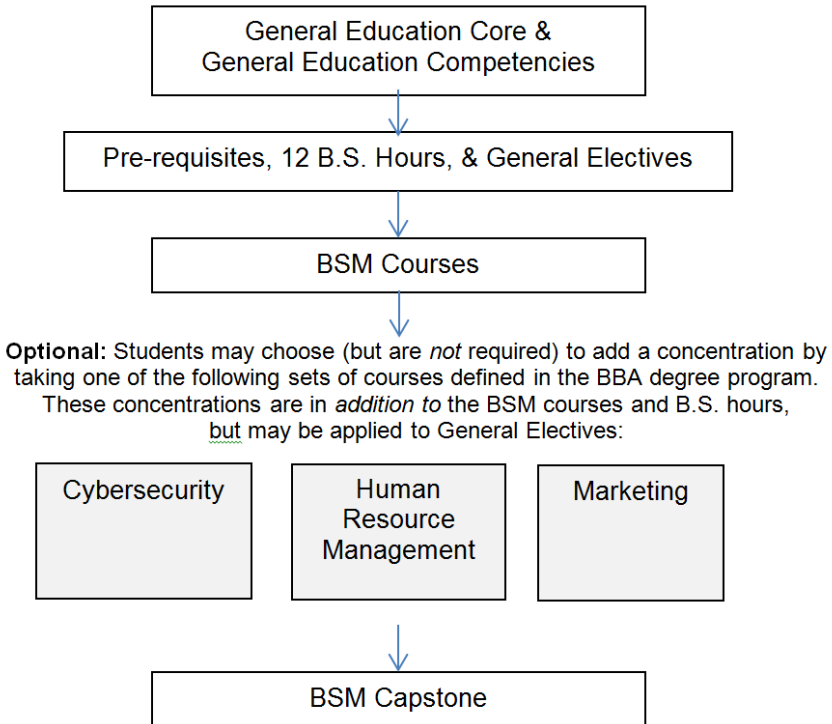 General Education Core &
General Education Competencies
Pre-requisites, 12 B.S. Hours, & General Electives
BSM Courses
Optional: Students may choose (but are not required) to add a concentration by
taking one of the following sets of courses defined in the BBA degree program.
These concentrations are in addition to the BSM courses and B.S. hours,
but may be applied to General Electives:
Cybersecurity
Human
Resource
Management
Marketing
BSM Capstone